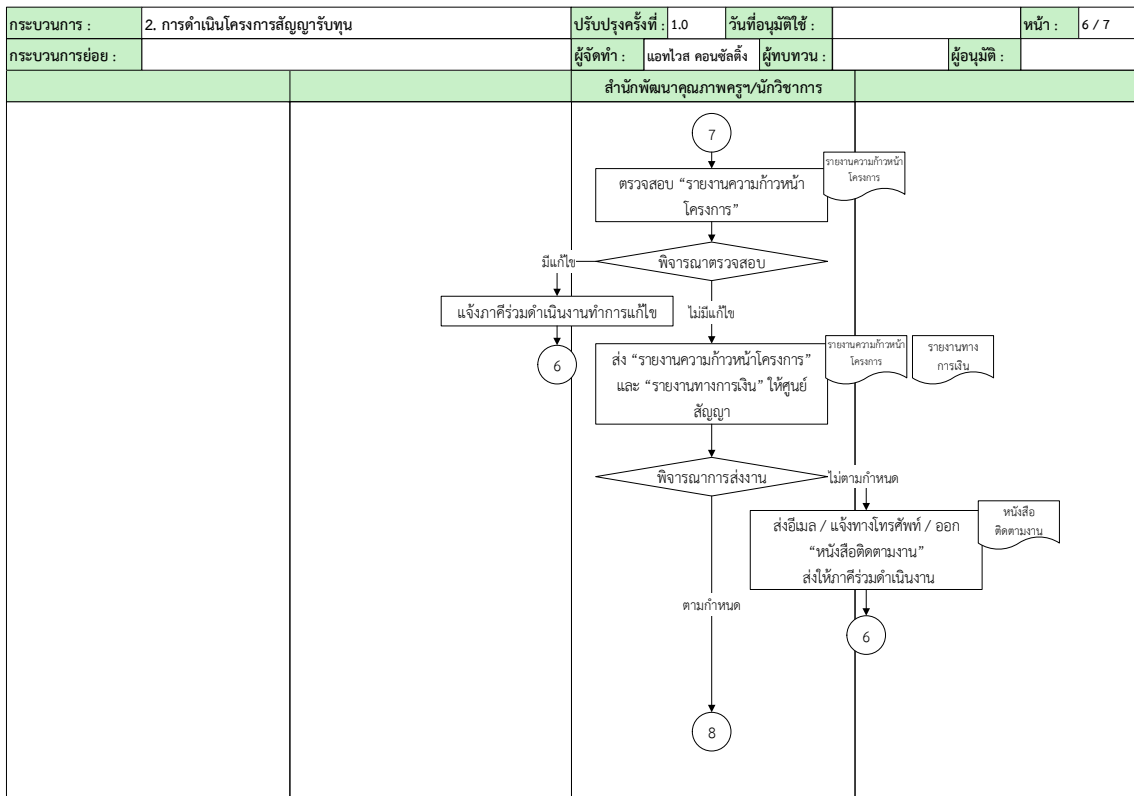 กระบวนการ : 2. การดำเนินโครงการสัญญารับทุน ปรับปรุงครั้งที่ : 1.0 วันที่อนุมัติใช้ : หน้า : 6 / 7
กระบวนการย่อย : ผู้จัดทำ : แอทไวส คอนซัลติ้ง ผู้ทบทวน : ผู้อนุมัติ :
สำนักพัฒนาคุณภาพครูฯ/นักวิชาการ
7
ตรวจสอบ “รายงานความก้าวหน้า
โครงการ”
รายงานความก้าวหน้า
โครงการ
พิจารณาตรวจสอบ
มีแก้ไข
แจ้งภาคีร่วมดำเนินงานทำการแก้ไข
6
ไม่มีแก้ไข
ส่ง “รายงานความก้าวหน้าโครงการ”
และ “รายงานทางการเงิน” ให้ศูนย์
สัญญา
รายงานความก้าวหน้า
โครงการ
รายงานทาง
การเงิน
พิจารณาการส่งงาน
ไม่ตามกำหนด
ส่งอีเมล / แจ้งทางโทรศัพท์ / ออก
“หนังสือติดตามงาน”
ส่งให้ภาคีร่วมดำเนินงาน
หนังสือ
ติดตามงาน
6
ตามกำหนด
8